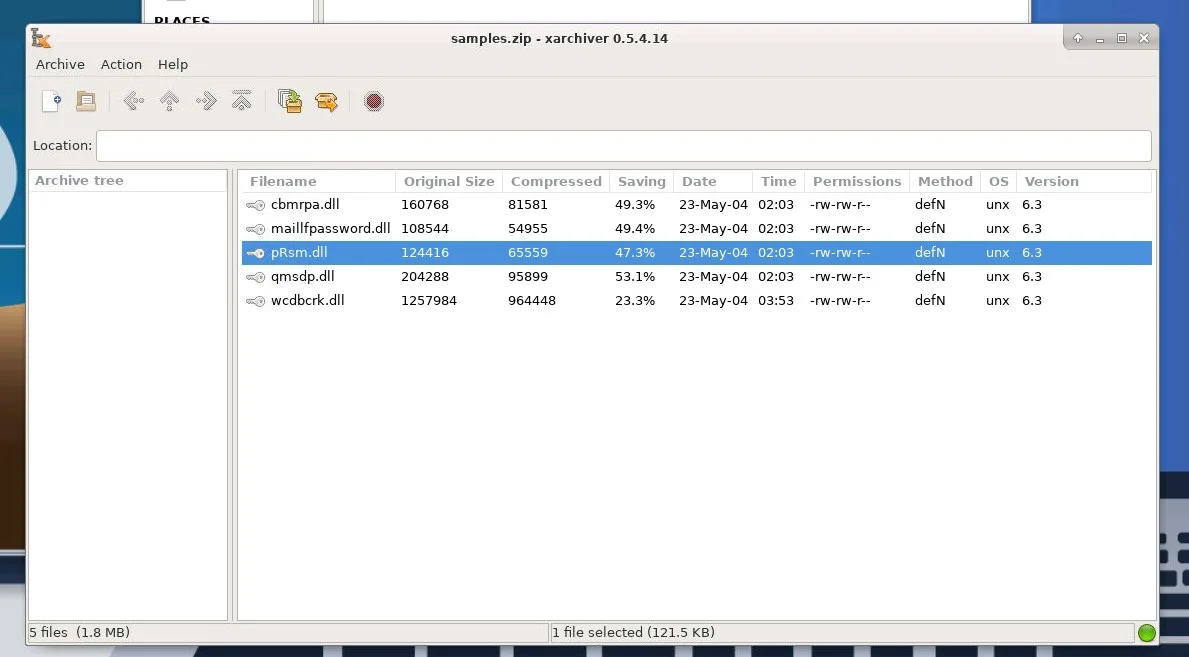 PLACES
samples.zip - xarchiver 0.5.4.14
Archive Action Help
Location:
Archive tree
Filename Original Size Compressed Saving Date Time Permissions Method OS Version
cbmrpa.dll 160768 81581 49.3% 23-May-04 02:03 -rw-rw-r-- defN unx 6.3
maillfpassword.dll 108544 54955 49.4% 23-May-04 02:03 -rw-rw-r-- defN unx 6.3
pRsm.dll 124416 65559 47.3% 23-May-04 02:03 -rw-rw-r-- defN unx 6.3
qmsdp.dll 204288 95899 53.1% 23-May-04 02:03 -rw-rw-r-- defN unx 6.3
wcdbcrk.dll 1257984 964448 23.3% 23-May-04 03:53 -rw-rw-r-- defN unx 6.3
5 files (1.8 MB)
1 file selected (121.5 KB)